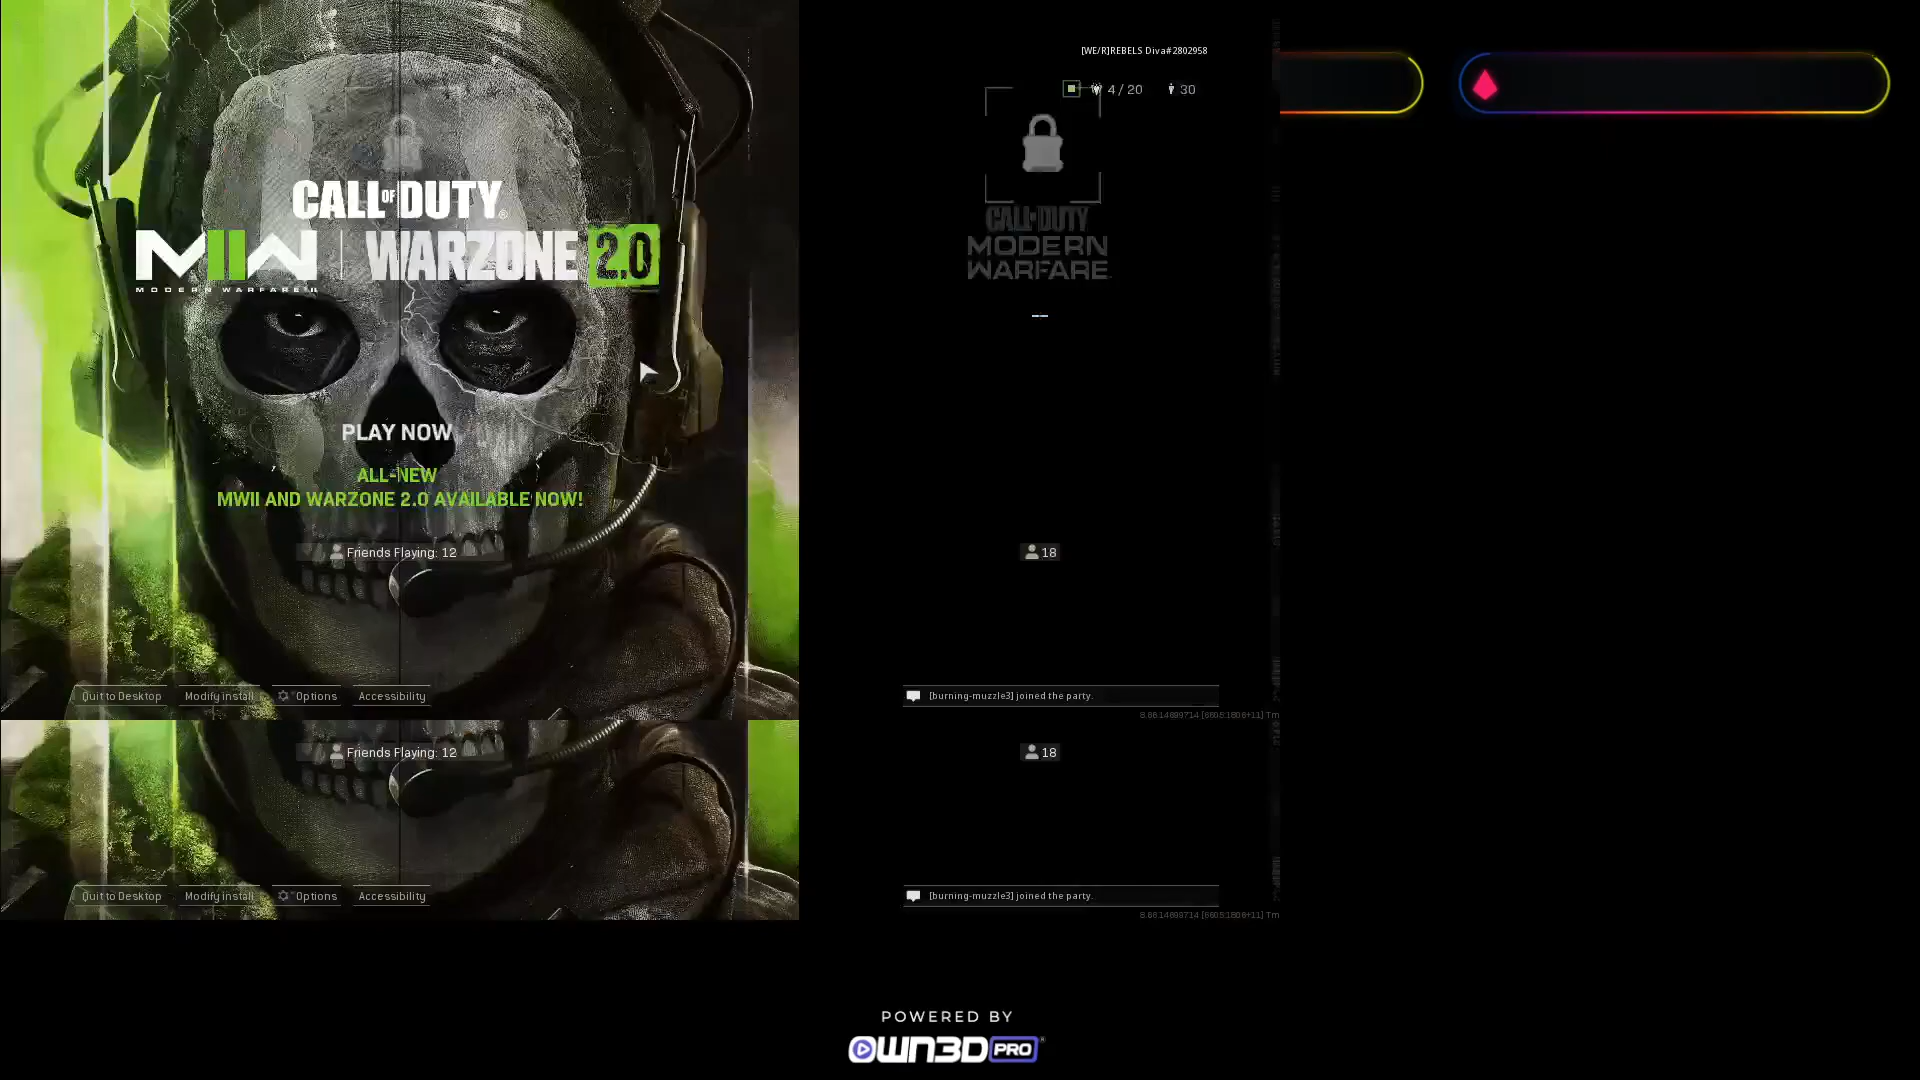 [WE/R]REBELS Diva#2802958
4 / 20
30
CALL OF DUTY®
MIIW
MODERN WARFARE II
WARZONE 2.0
CALL OF DUTY
MODERN
WARFARE
PLAY NOW
ALL-NEW
MWII AND WARZONE 2.0 AVAILABLE NOW!
Friends Flaying: 12
18
Quit to Desktop
Modify install
Options
Accessibility
[burning-muzzle3] joined the party.
Friends Flaying: 12
18
Quit to Desktop
Modify install
Options
Accessibility
[burning-muzzle3] joined the party.
POWERED BY
OWN3D PRO